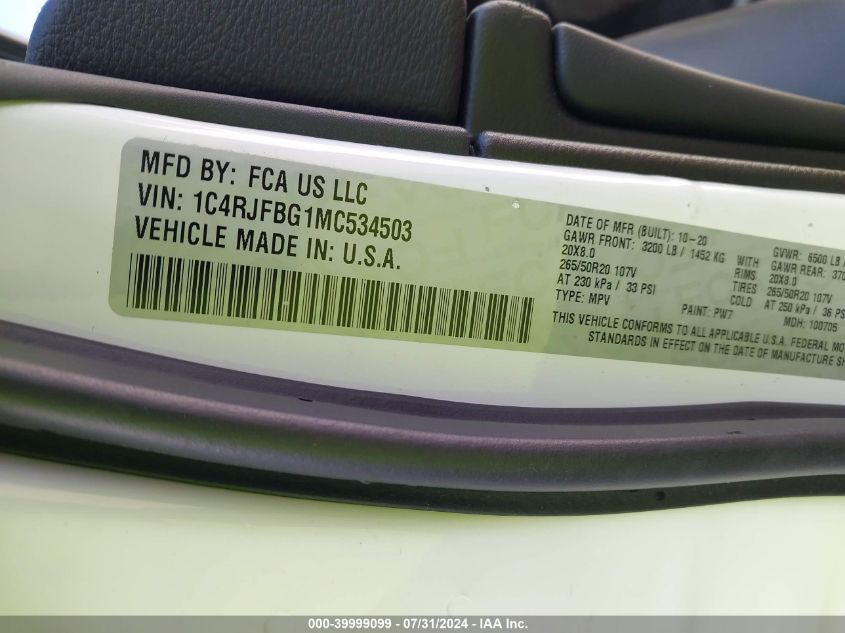 MFD BY: FCA US LLC
VIN: 1C4RJFBG1MC534503
VEHICLE MADE IN: U.S.A.
DATE OF MFR (BUILT): 10-20
GAWR FRONT: 3200 LB / 1452 KG WITH
20X8.0 RIMS
265/50R20 107V TIRES
AT 230 kPa / 33 PSI COLD
TYPE: MPV
PAINT: PW7
GVWR: 6500 LB /
GAWR REAR: 370
20X8.0
265/50R20 107V
AT 250 kPa / 36 PS
MDH: 100705
THIS VEHICLE CONFORMS TO ALL APPLICABLE U.S.A. FEDERAL MO
STANDARDS IN EFFECT ON THE DATE OF MANUFACTURE S
000-39999099 / 07/31/2024 - IAA Inc.